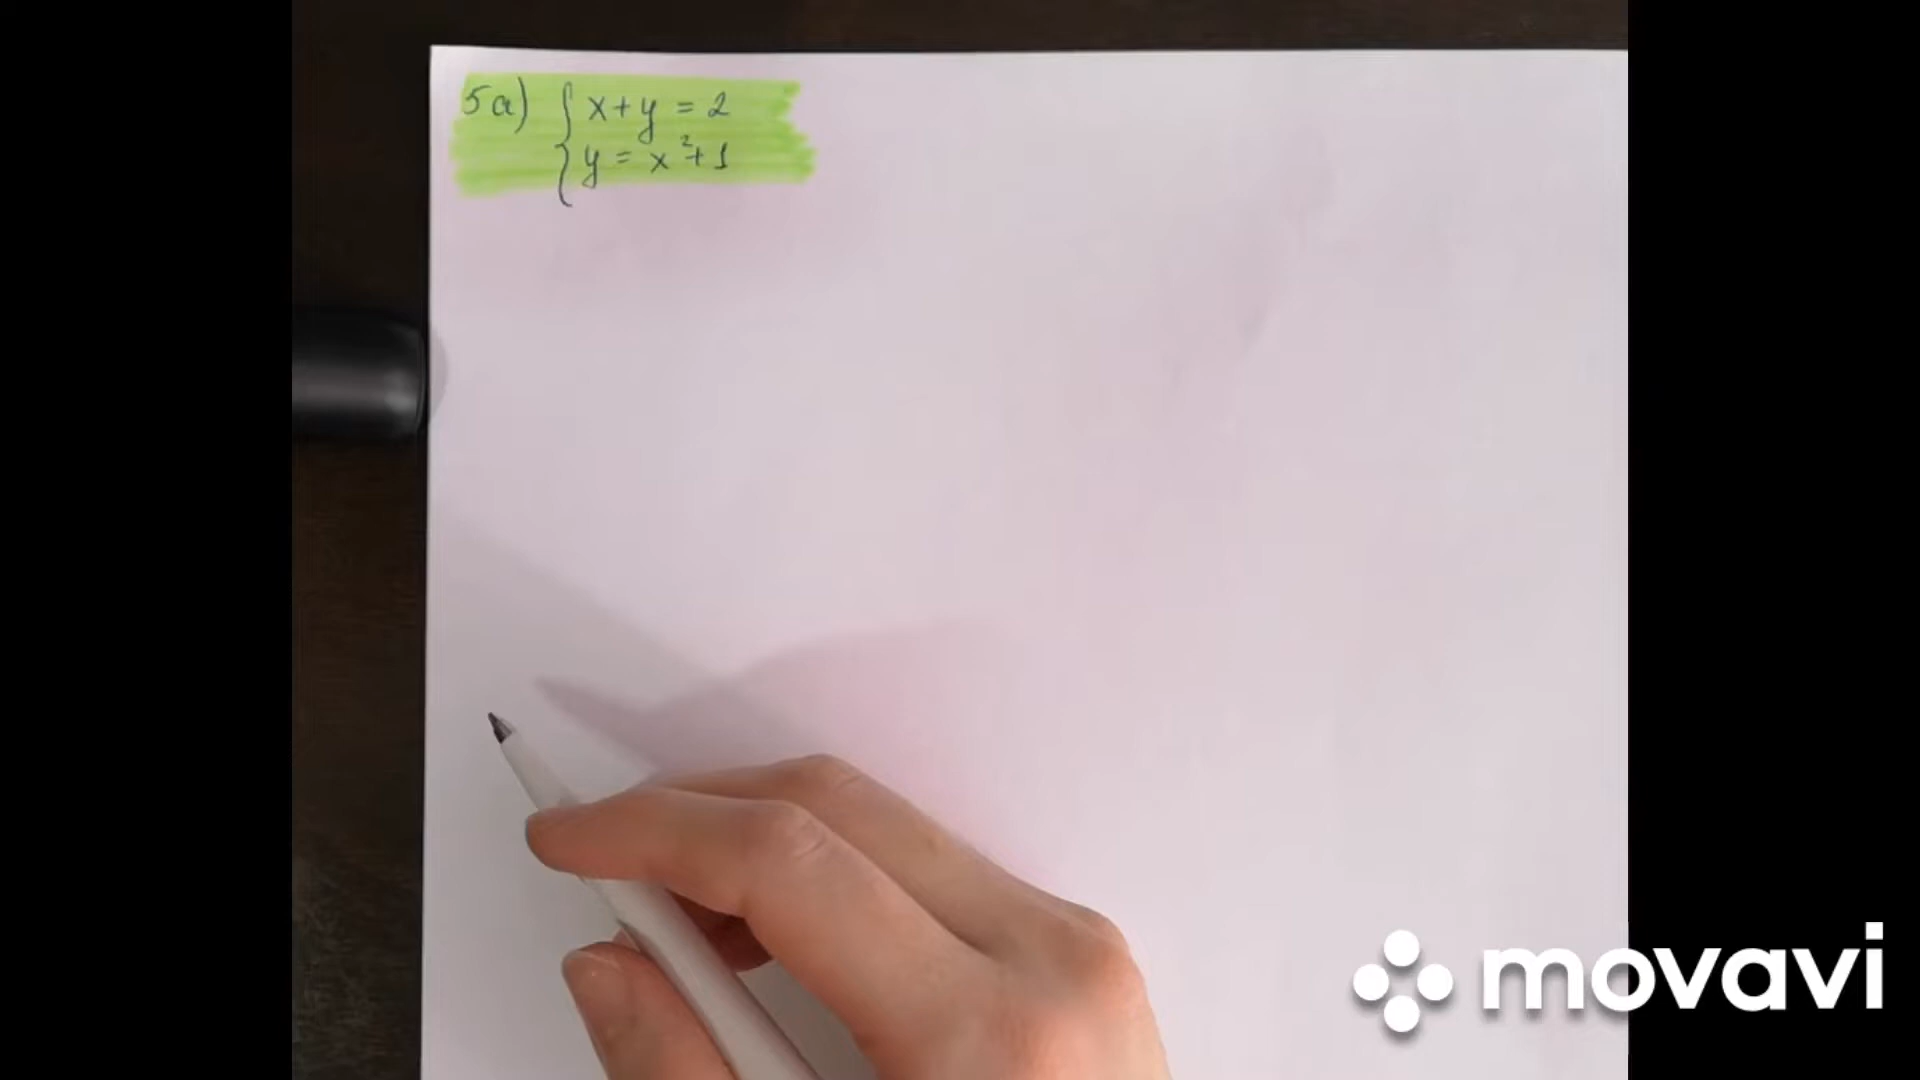 5a) { x+y = 2
{ y = x²+1
movavi